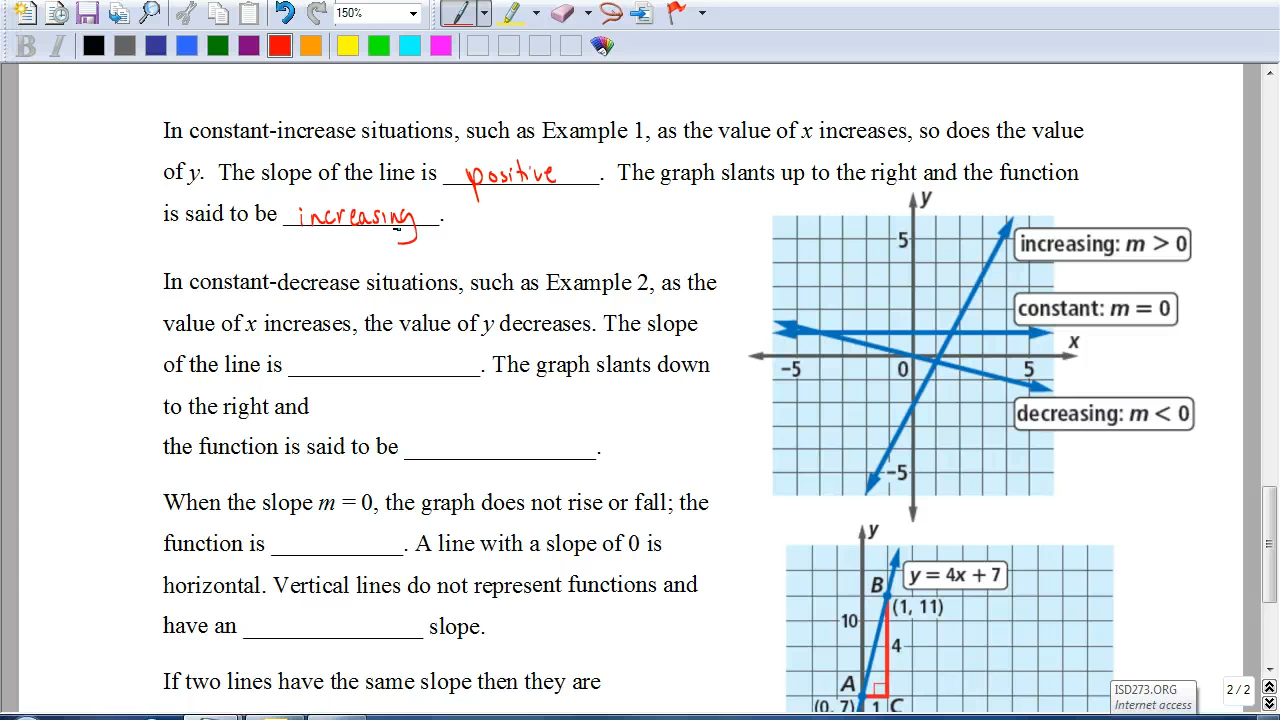 150%
B I
In constant-increase situations, such as Example 1, as the value of x increases, so does the value
of y. The slope of the line is positive. The graph slants up to the right and the function
is said to be increasing.
In constant-decrease situations, such as Example 2, as the
value of x increases, the value of y decreases. The slope
of the line is ________________. The graph slants down
to the right and
the function is said to be ________________.
When the slope m = 0, the graph does not rise or fall; the
function is ___________. A line with a slope of 0 is
horizontal. Vertical lines do not represent functions and
have an _______________ slope.
If two lines have the same slope then they are
y
5
increasing: m > 0
constant: m = 0
x
-5
0
5
decreasing: m < 0
-5
y
y = 4x + 7
B
(1, 11)
10
4
A
(0, 7)
1
C
ISD273.ORG
Internet access
2/2